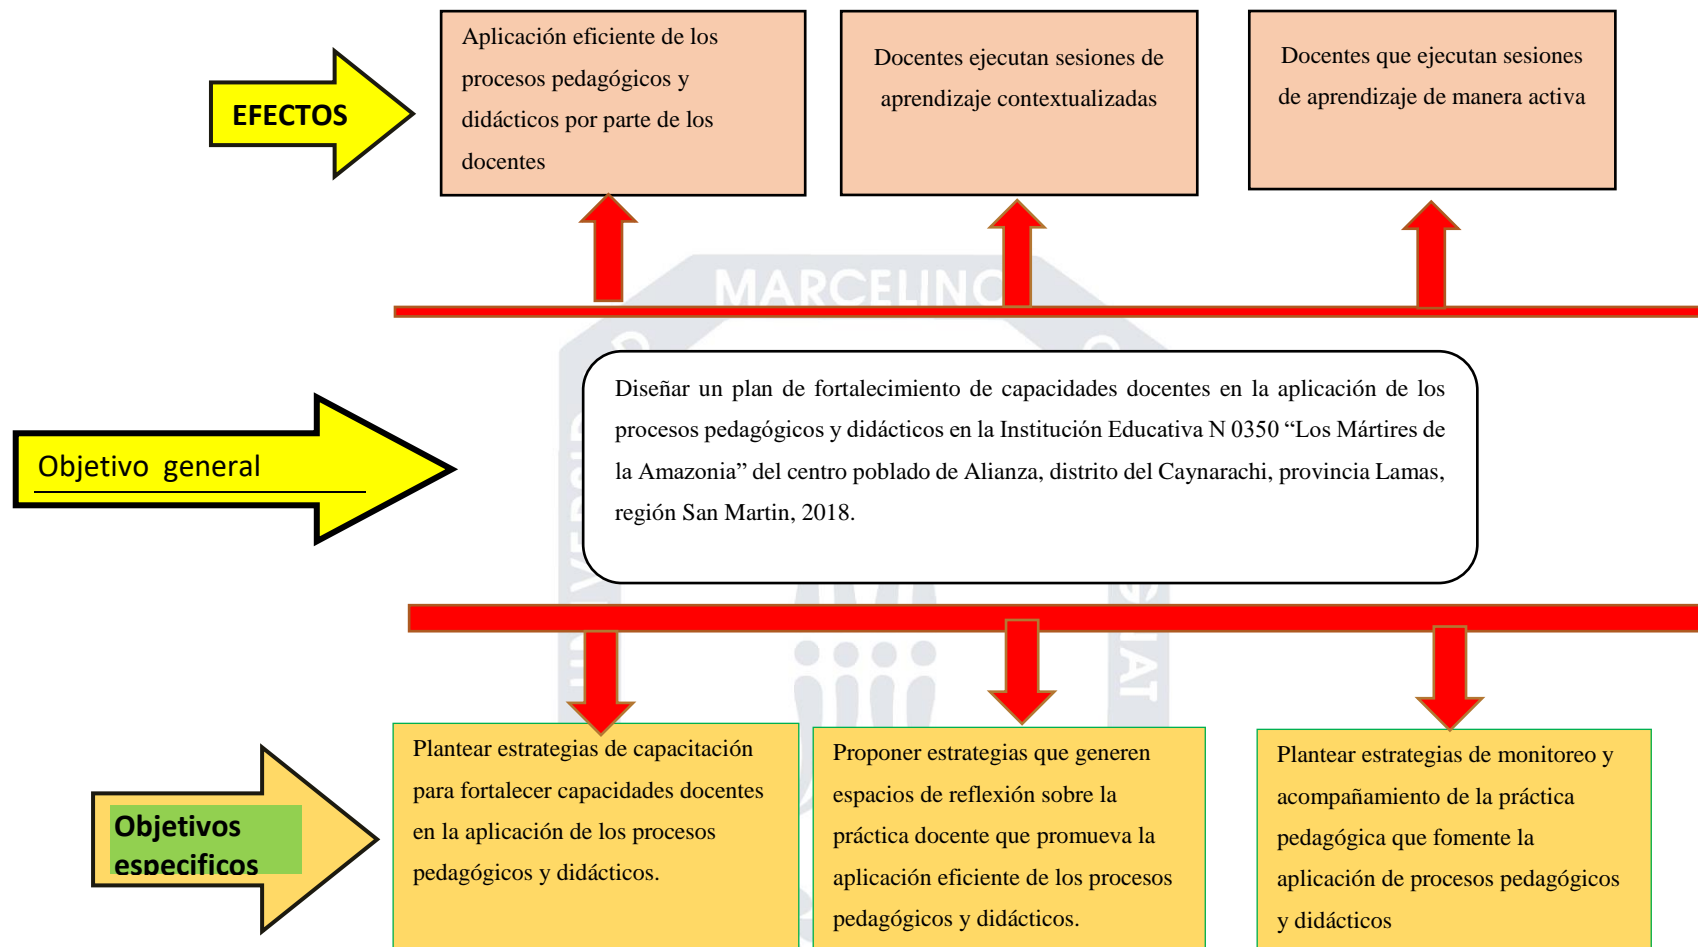 Aplicación eficiente de los
procesos pedagógicos y
didácticos por parte de los
docentes
Docentes ejecutan sesiones de
aprendizaje contextualizadas
Docentes que ejecutan sesiones
de aprendizaje de manera activa
EFECTOS
MARCELINO
Diseñar un plan de fortalecimiento de capacidades docentes en la aplicación de los
procesos pedagógicos y didácticos en la Institución Educativa N 0350 “Los Mártires de
la Amazonia” del centro poblado de Alianza, distrito del Caynarachi, provincia Lamas,
región San Martin, 2018.
Objetivo general
Plantear estrategias de capacitación
para fortalecer capacidades docentes
en la aplicación de los procesos
pedagógicos y didácticos.
Proponer estrategias que generen
espacios de reflexión sobre la
práctica docente que promueva la
aplicación eficiente de los procesos
pedagógicos y didácticos.
Plantear estrategias de monitoreo y
acompañamiento de la práctica
pedagógica que fomente la
aplicación de procesos pedagógicos
y didácticos
Objetivos
especificos